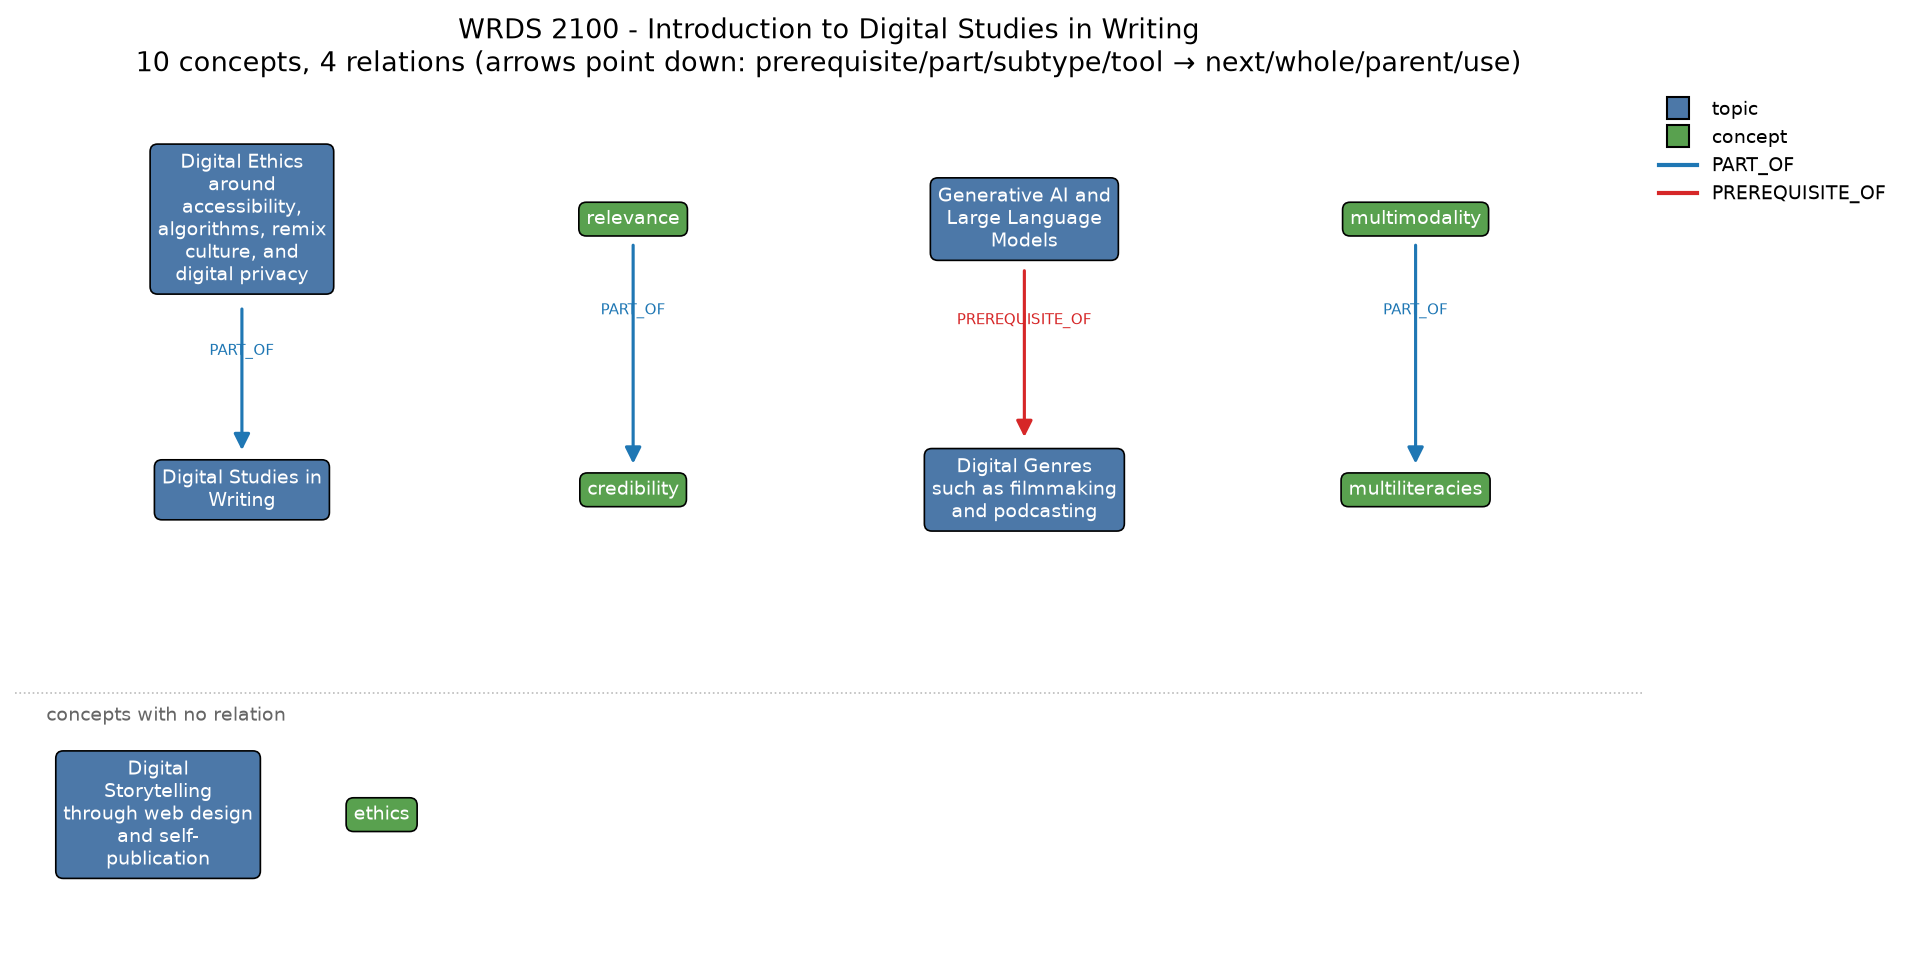 WRDS 2100 - Introduction to Digital Studies in Writing
10 concepts, 4 relations (arrows point down: prerequisite/part/subtype/tool → next/whole/parent/use)
topic
concept
PART_OF
PREREQUISITE_OF
Digital Ethics
around
accessibility,
algorithms, remix
culture, and
digital privacy
relevance
Generative AI and
Large Language
Models
multimodality
PART_OF
PART_OF
PREREQUISITE_OF
PART_OF
Digital Studies in
Writing
credibility
Digital Genres
such as filmmaking
and podcasting
multiliteracies
concepts with no relation
Digital
Storytelling
through web design
and self-
publication
ethics